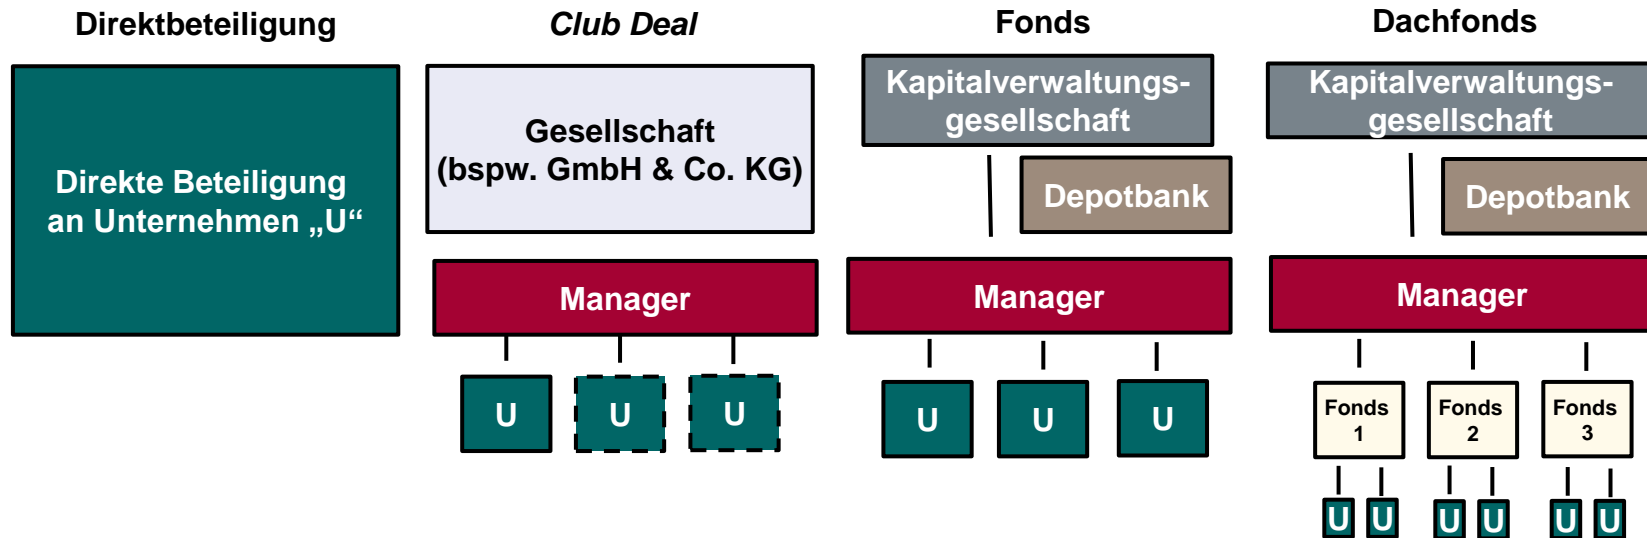 Direktbeteiligung
Club Deal
Fonds
Dachfonds
Direkte Beteiligung
an Unternehmen „U“
Gesellschaft
(bspw. GmbH & Co. KG)
Manager
U
U
U
Kapitalverwaltungs-
gesellschaft
Depotbank
Manager
U
U
U
Kapitalverwaltungs-
gesellschaft
Depotbank
Manager
Fonds
1
Fonds
2
Fonds
3
U
U
U
U
U
U